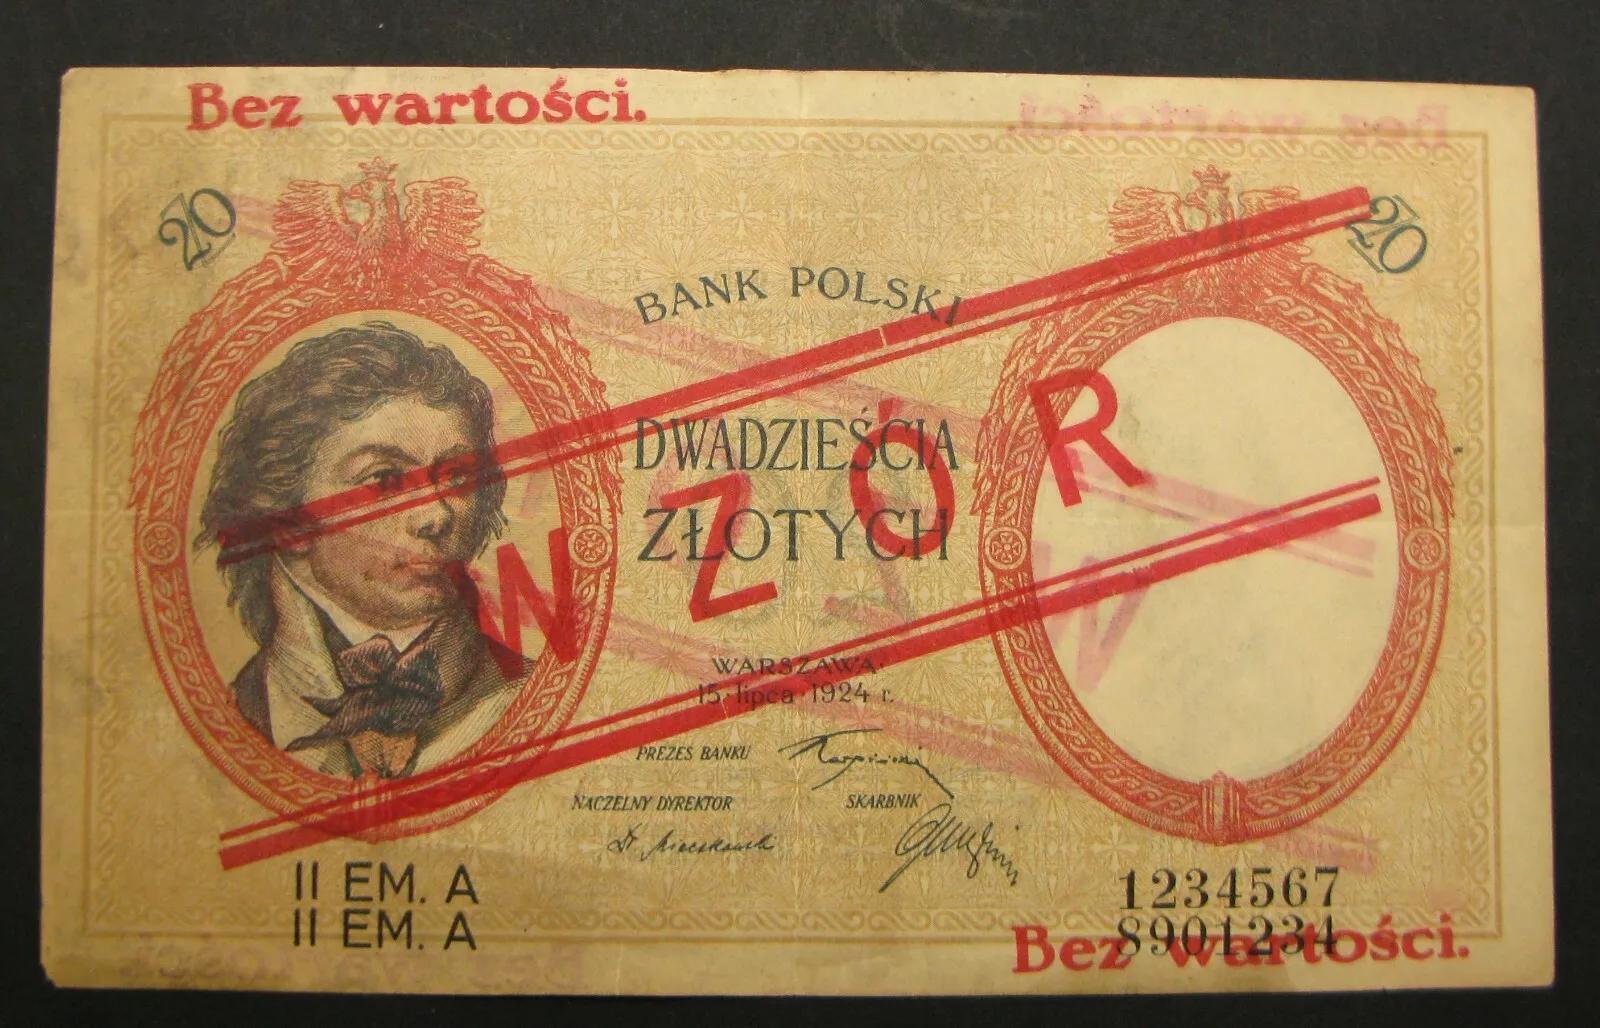 Bez wartości.
20
20
BANK POLSKI
DWADZIEŚCIA
ZŁOTYCH
WZÓR
WARSZAWA
15 lipca 1924 r.
PREZES BANKU
NACZELNY DYREKTOR SKARBNIK
II EM. A
II EM. A
1234567
8901234
Bez wartości.